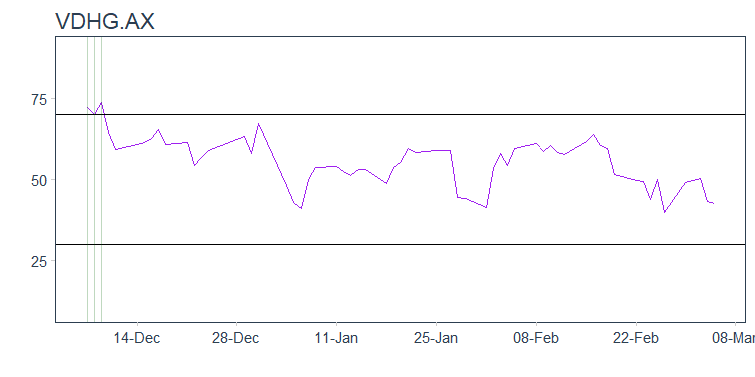 VDHG.AX
75
50
25
14-Dec
28-Dec
11-Jan
25-Jan
08-Feb
22-Feb
08-Mar